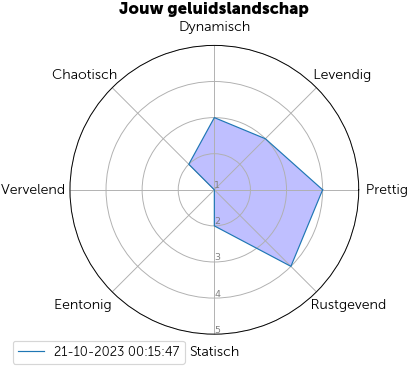 Jouw geluidslandschap
Dynamisch
Chaotisch
Levendig
Vervelend
1
Prettig
2
3
4
Eentonig
Rustgevend
5
21-10-2023 00:15:47
Statisch